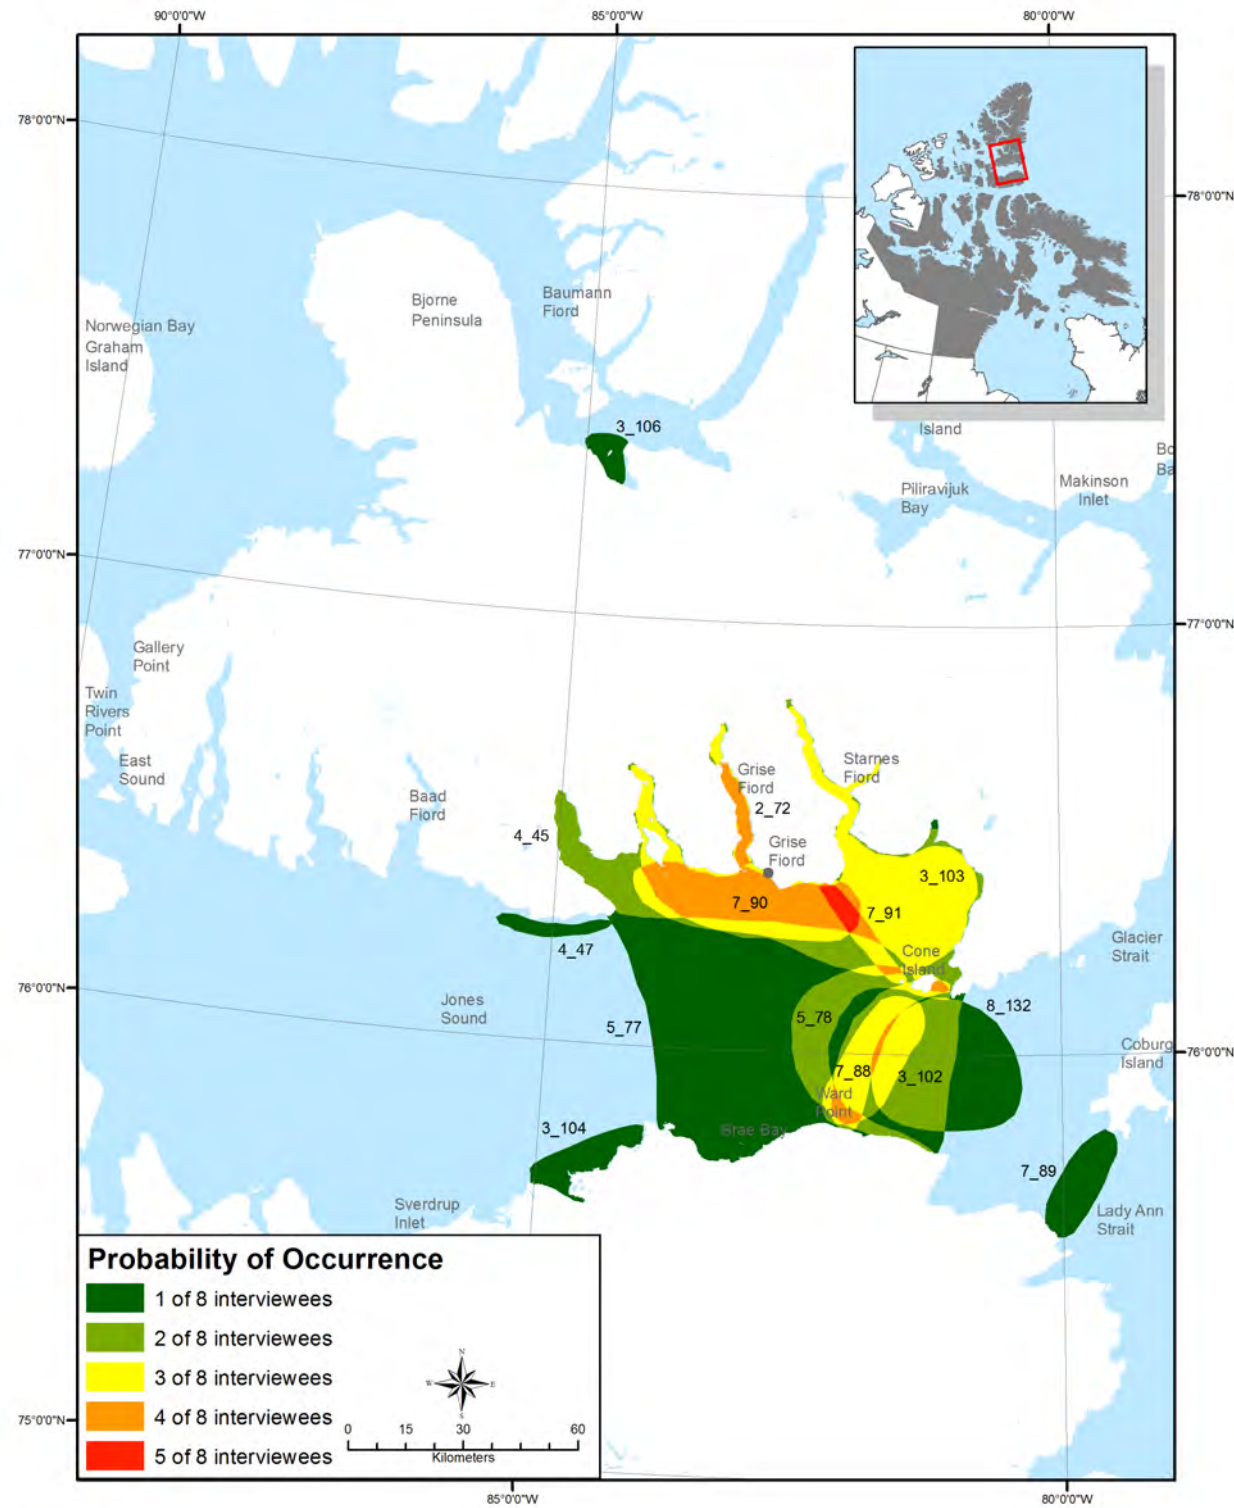 90°0'0"W
85°0'0"W
80°0'0"W
78°0'0"N
78°0'0"N
Baumann
Fiord
Bjorne
Peninsula
Norwegian Bay
Graham
Island
3_106
Island
Bo
Ba
Makinson
Inlet
Piliravijuk
Bay
77°0'0"N
77°0'0"N
Gallery
Point
Twin
Rivers
Point
East
Sound
Baad
Fiord
Grise
Fiord
Starnes
Fiord
2_72
4_45
Grise
Fiord
3_103
7_90
7_91
4_47
Cone
Island
Glacier
Strait
76°0'0"N
Jones
Sound
5_77
5_78
8_132
Coburg
Island
76°0'0"N
7_88
3_102
Ward
Point
3_104
Brae Bay
7_89
Lady Ann
Strait
Sverdrup
Inlet
Probability of Occurrence
1 of 8 interviewees
2 of 8 interviewees
3 of 8 interviewees
4 of 8 interviewees
5 of 8 interviewees
N
W
E
S
0 15 30 60
Kilometers
75°0'0"N
85°0'0"W
80°0'0"W